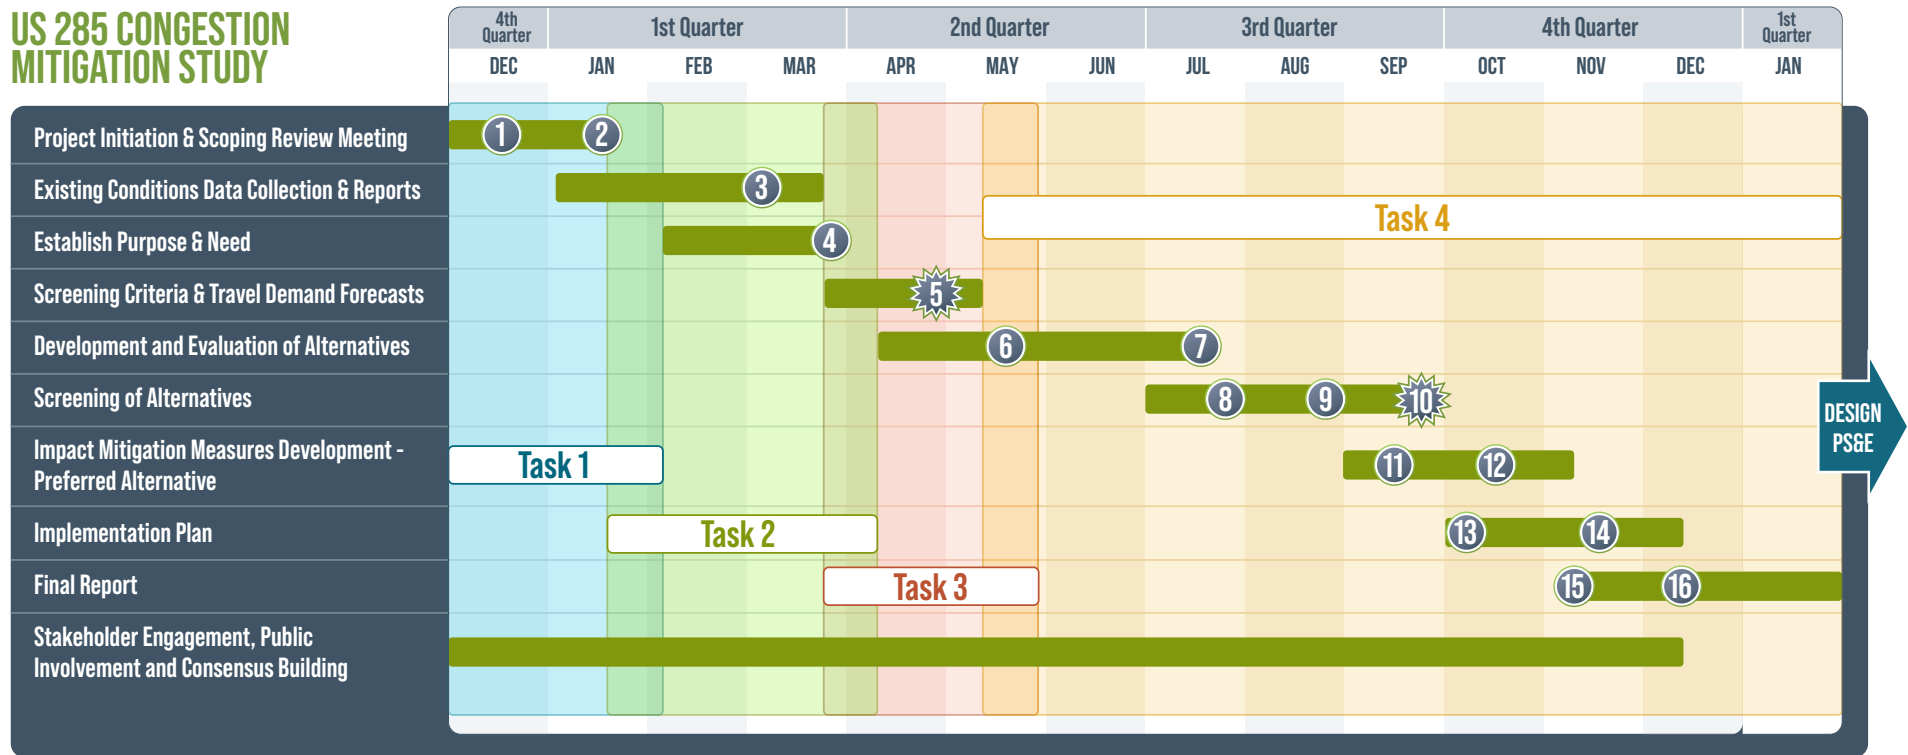 US 285 CONGESTION
MITIGATION STUDY
4th
Quarter
1st Quarter
2nd Quarter
3rd Quarter
4th Quarter
1st
Quarter
DEC
JAN
FEB
MAR
APR
MAY
JUN
JUL
AUG
SEP
OCT
NOV
DEC
JAN
Project Initiation & Scoping Review Meeting
1
2
Existing Conditions Data Collection & Reports
3
Task 4
Establish Purpose & Need
4
Screening Criteria & Travel Demand Forecasts
5
Development and Evaluation of Alternatives
6
7
Screening of Alternatives
8
9
10
DESIGN
PS&E
Impact Mitigation Measures Development -
Preferred Alternative
Task 1
11
12
Implementation Plan
Task 2
13
14
Final Report
Task 3
15
16
Stakeholder Engagement, Public
Involvement and Consensus Building